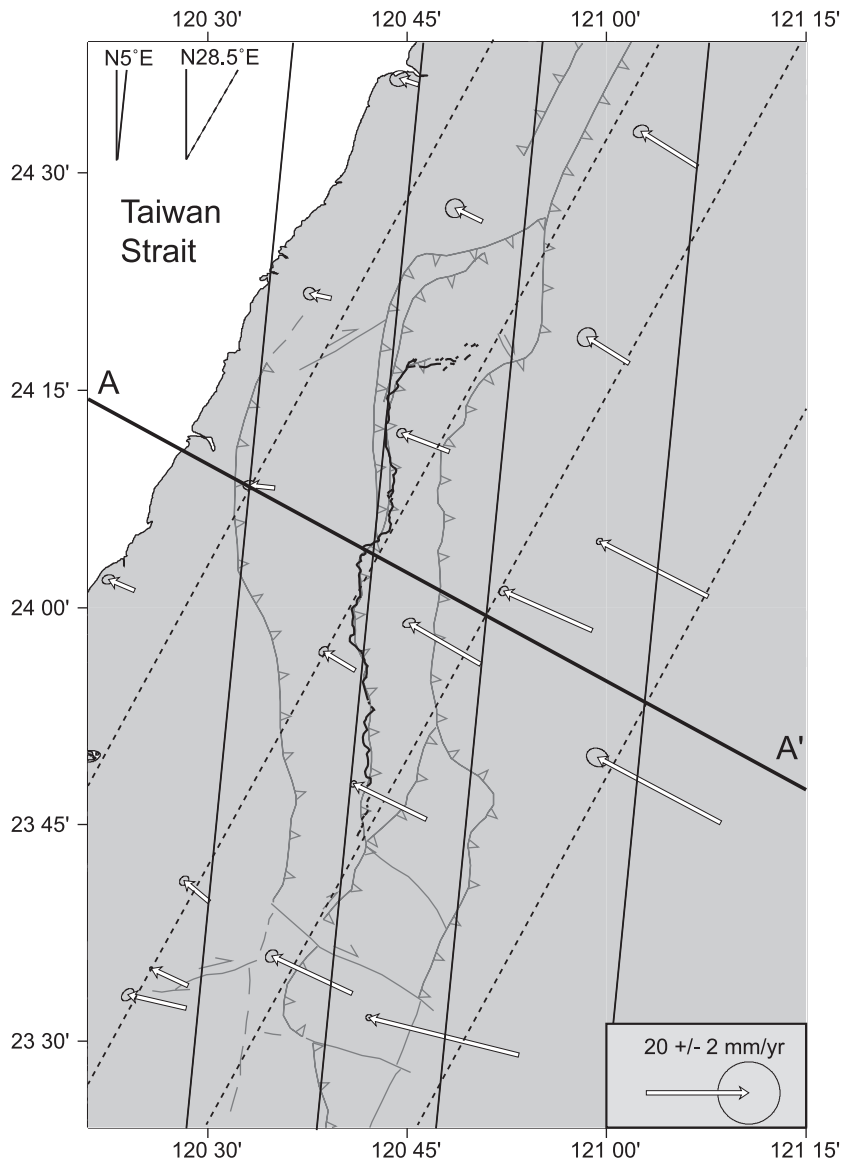 120 30' 120 45' 121 00' 121 15'
N5°E N28.5°E
24 30'
Taiwan
Strait
24 15'
A
24 00'
A'
23 45'
23 30'
20 +/- 2 mm/yr
120 30' 120 45' 121 00' 121 15'